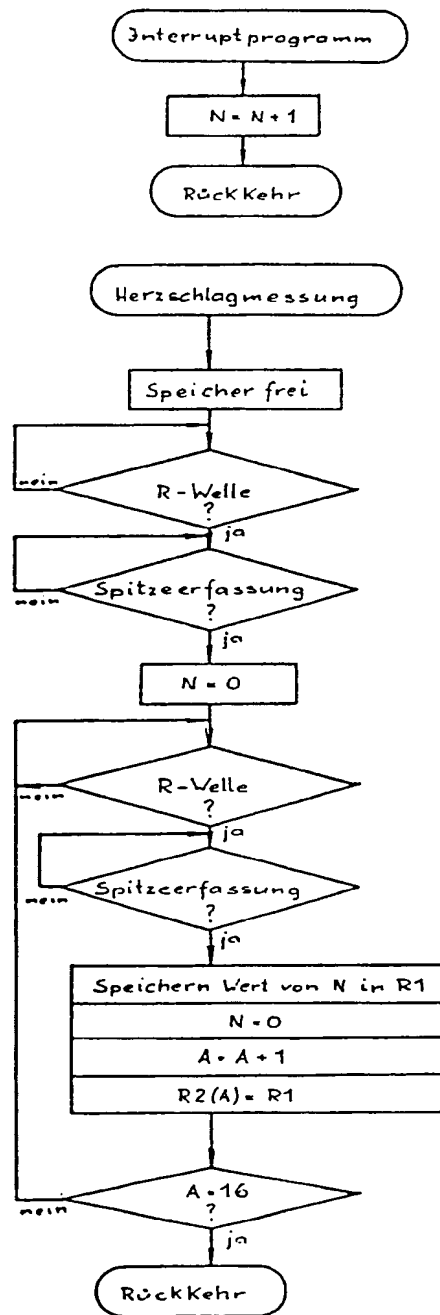 Interruptprogramm
N = N + 1
Rückkehr
Herzschlagmessung
Speicher frei
nein
R-Welle
?
ja
nein
Spitzeerfassung
?
ja
N = 0
nein
R-Welle
?
ja
nein
Spitzeerfassung
?
ja
Speichern Wert von N in R1
N = 0
A = A + 1
R2(A) = R1
nein
A = 16
?
ja
Rückkehr